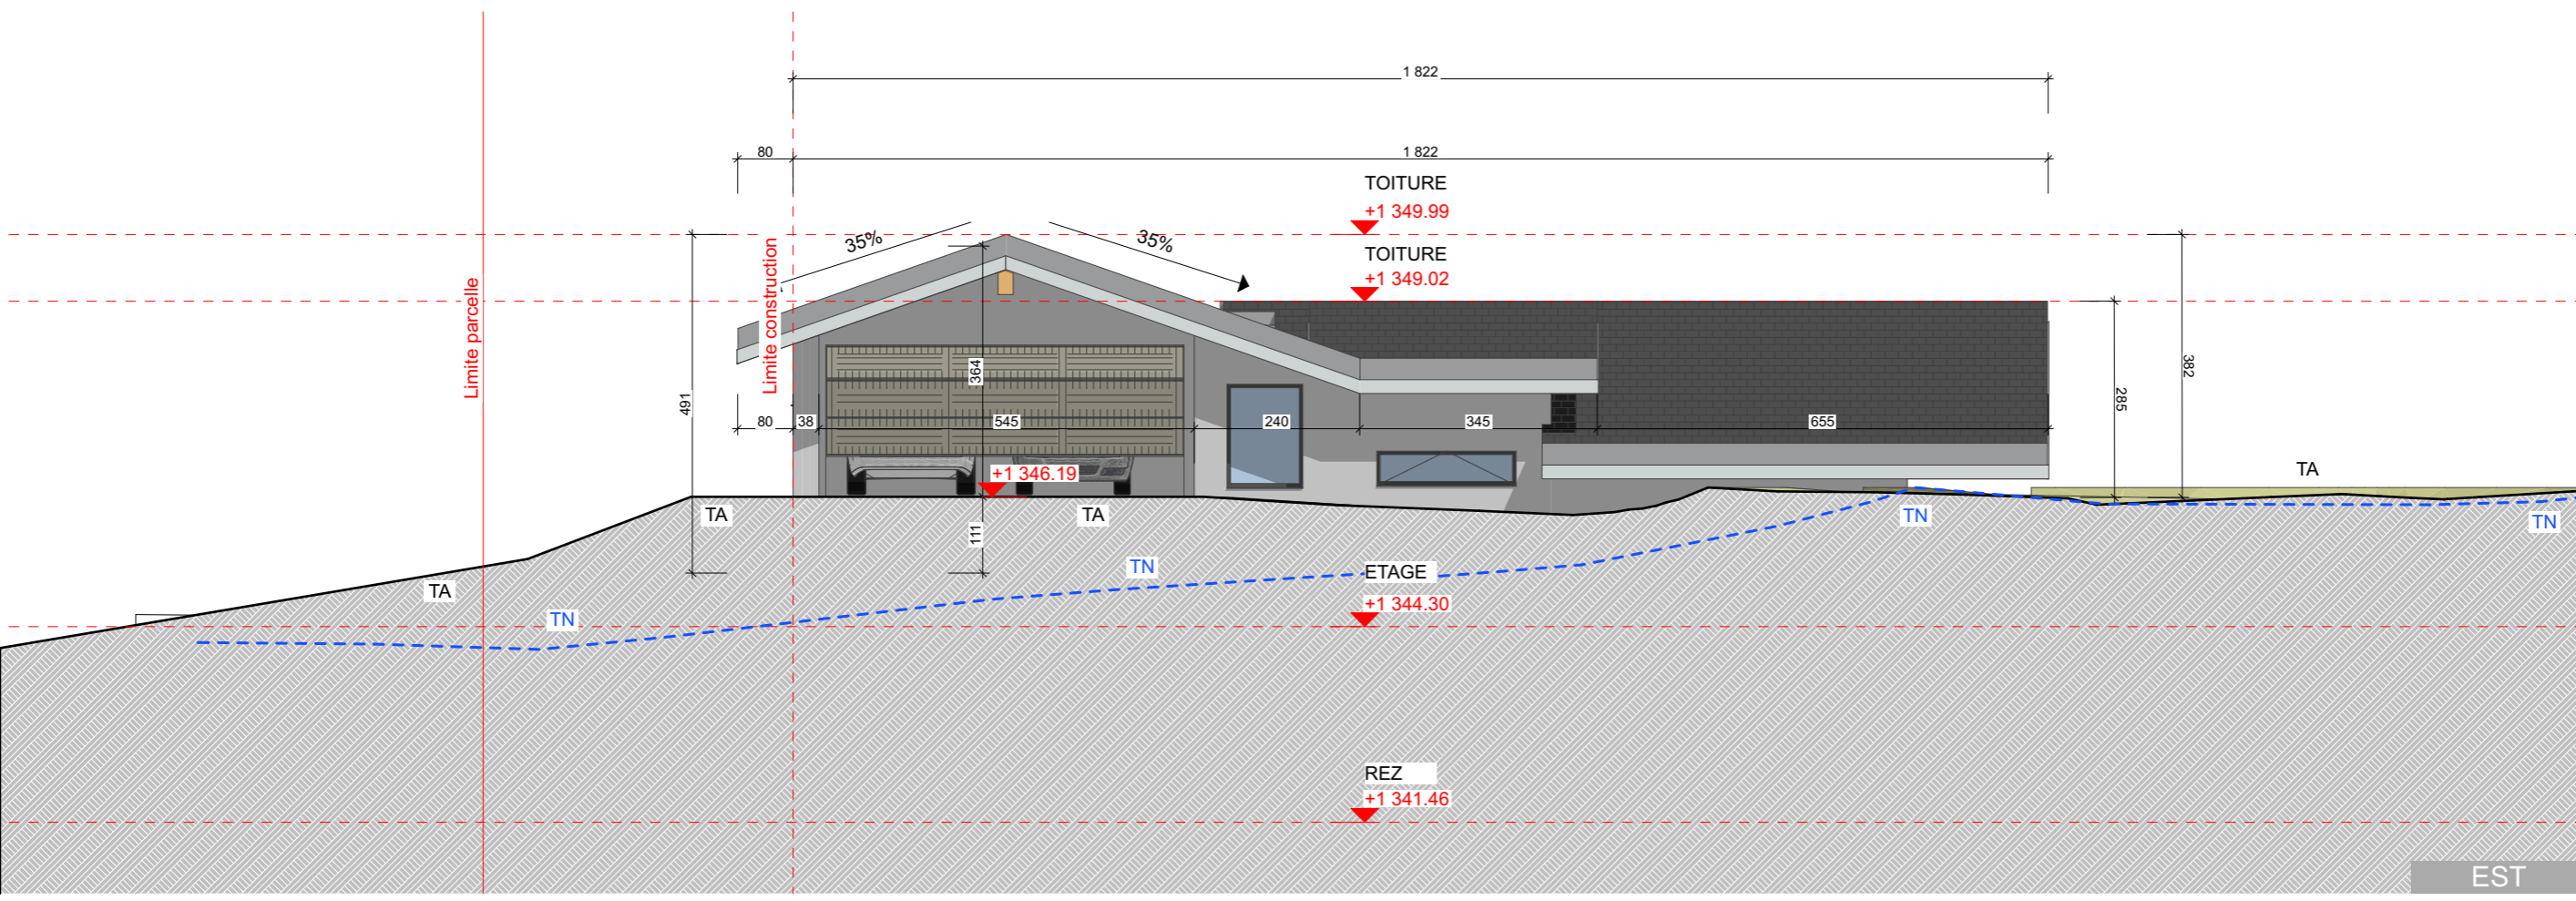 1 822
80
1 822
TOITURE
+1 349.99
35%
35%
TOITURE
+1 349.02
Limite parcelle
Limite construction
491
364
382
285
80
38
545
240
345
655
+1 346.19
TA
TA
TA
TA
111
TN
TN
TN
TN
ETAGE
+1 344.30
REZ
+1 341.46
EST